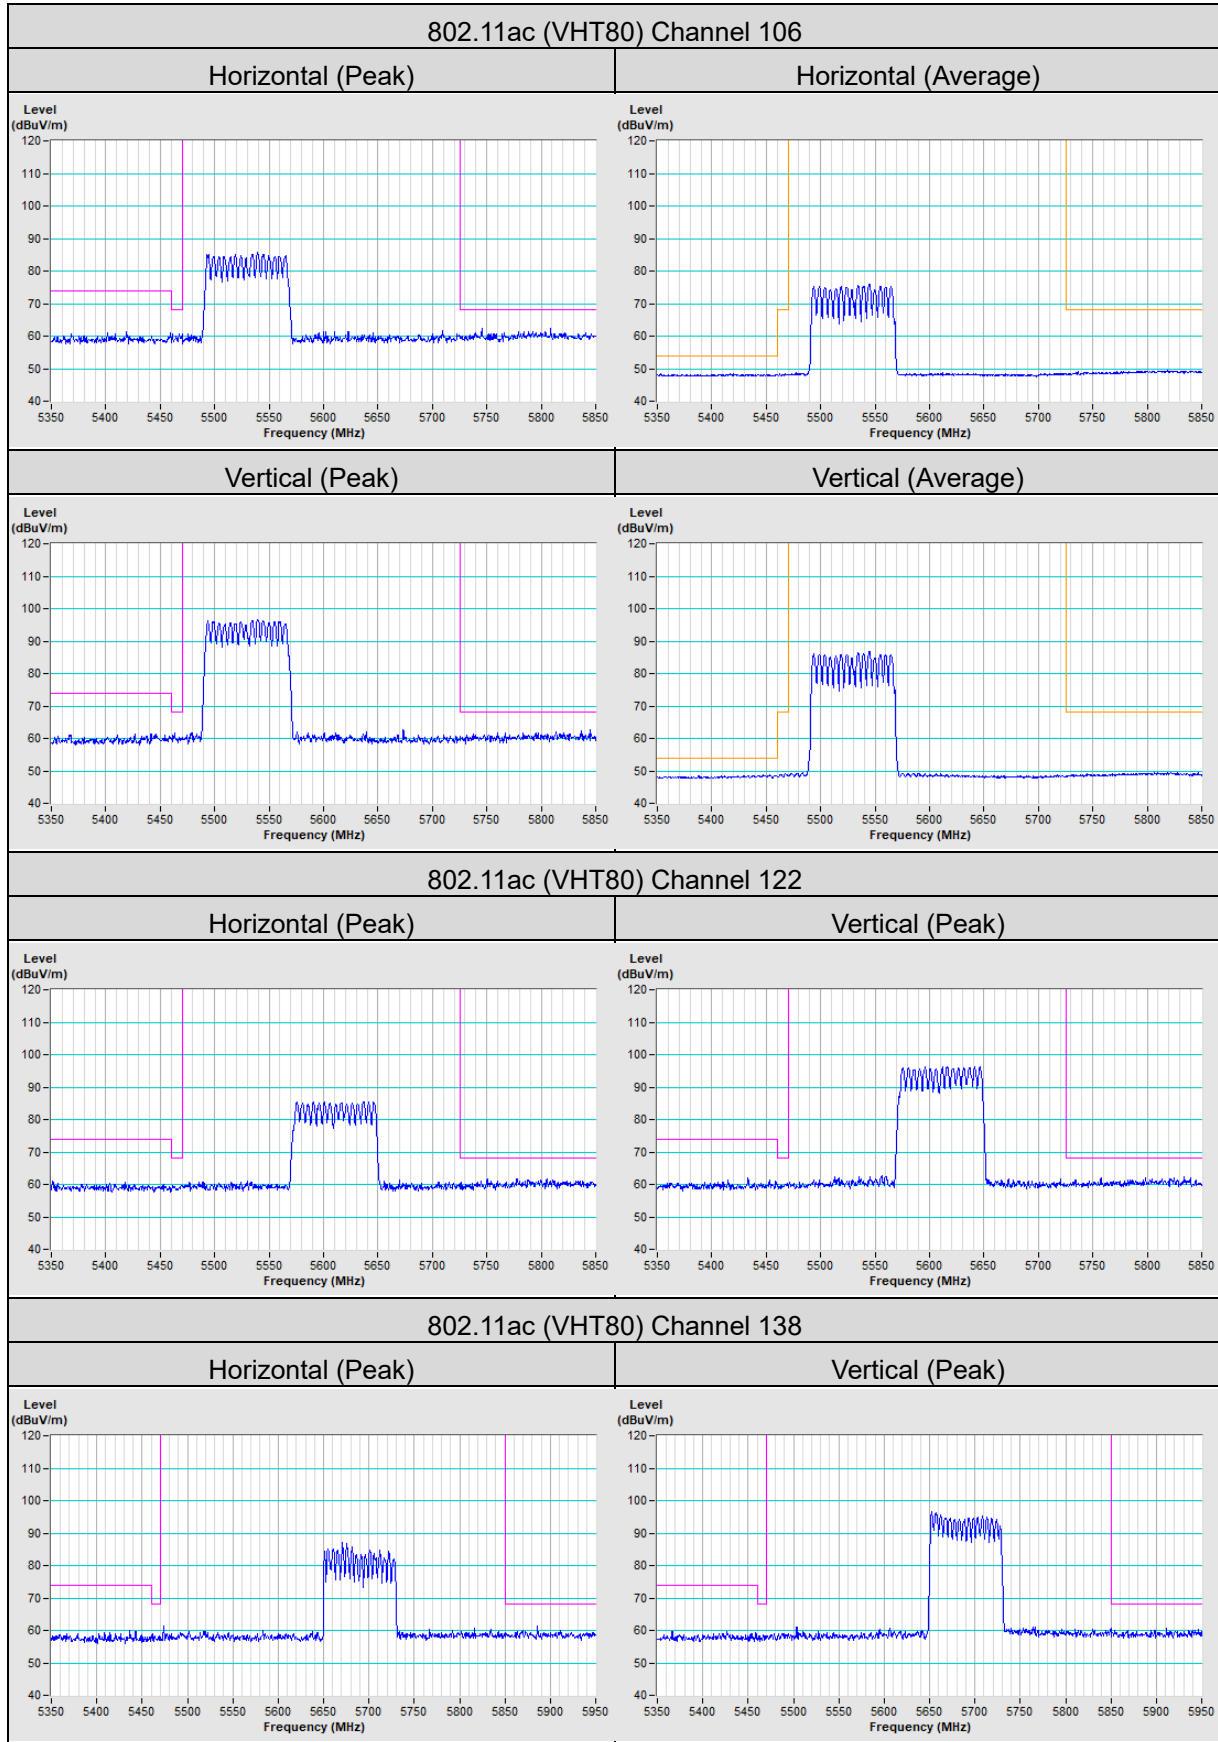 802.11ac (VHT80) Channel 106
Horizontal (Peak)
Horizontal (Average)
Level
(dBuV/m)
120
110
100
90
80
70
60
50
40
5350 5400 5450 5500 5550 5600 5650 5700 5750 5800 5850
Frequency (MHz)
Level
(dBuV/m)
120
110
100
90
80
70
60
50
40
5350 5400 5450 5500 5550 5600 5650 5700 5750 5800 5850
Frequency (MHz)
Vertical (Peak)
Vertical (Average)
Level
(dBuV/m)
120
110
100
90
80
70
60
50
40
5350 5400 5450 5500 5550 5600 5650 5700 5750 5800 5850
Frequency (MHz)
Level
(dBuV/m)
120
110
100
90
80
70
60
50
40
5350 5400 5450 5500 5550 5600 5650 5700 5750 5800 5850
Frequency (MHz)
802.11ac (VHT80) Channel 122
Horizontal (Peak)
Vertical (Peak)
Level
(dBuV/m)
120
110
100
90
80
70
60
50
40
5350 5400 5450 5500 5550 5600 5650 5700 5750 5800 5850
Frequency (MHz)
Level
(dBuV/m)
120
110
100
90
80
70
60
50
40
5350 5400 5450 5500 5550 5600 5650 5700 5750 5800 5850
Frequency (MHz)
802.11ac (VHT80) Channel 138
Horizontal (Peak)
Vertical (Peak)
Level
(dBuV/m)
120
110
100
90
80
70
60
50
40
5350 5400 5450 5500 5550 5600 5650 5700 5750 5800 5850 5900 5950
Frequency (MHz)
Level
(dBuV/m)
120
110
100
90
80
70
60
50
40
5350 5400 5450 5500 5550 5600 5650 5700 5750 5800 5850 5900 5950
Frequency (MHz)